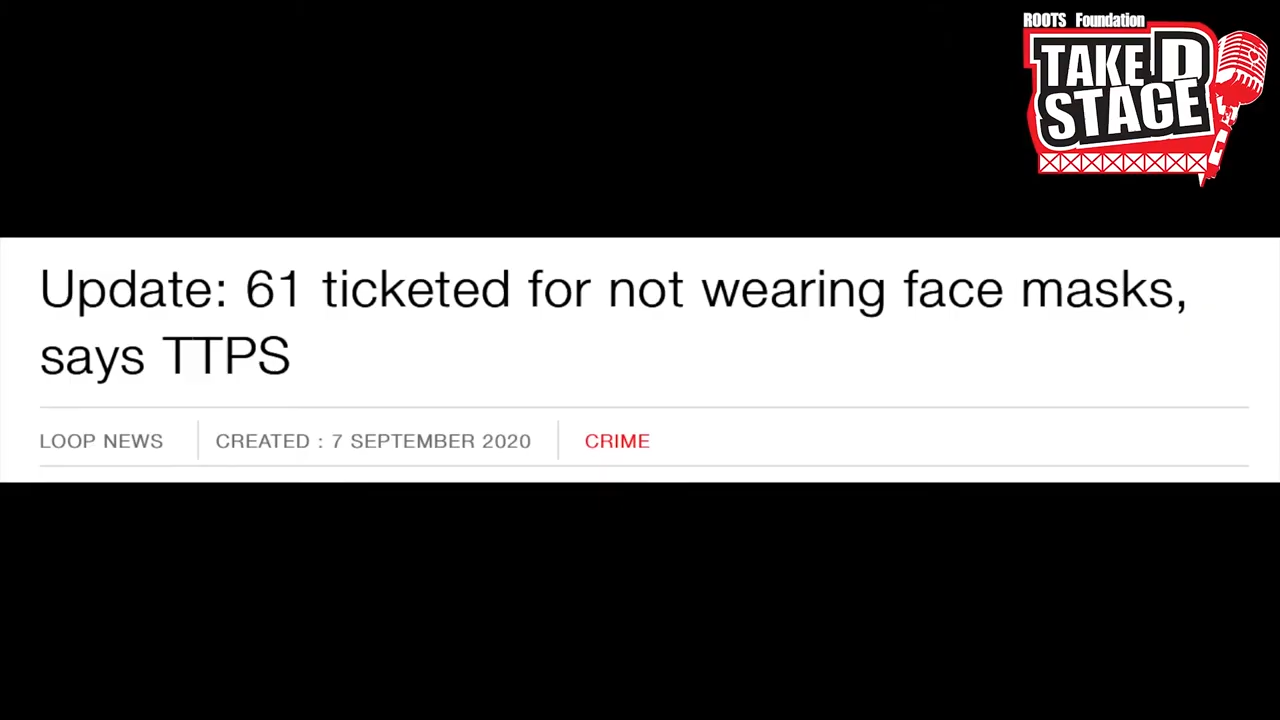 ROOTS Foundation
TAKE D
STAGE
Update: 61 ticketed for not wearing face masks,
says TTPS
LOOP NEWS
CREATED : 7 SEPTEMBER 2020
CRIME